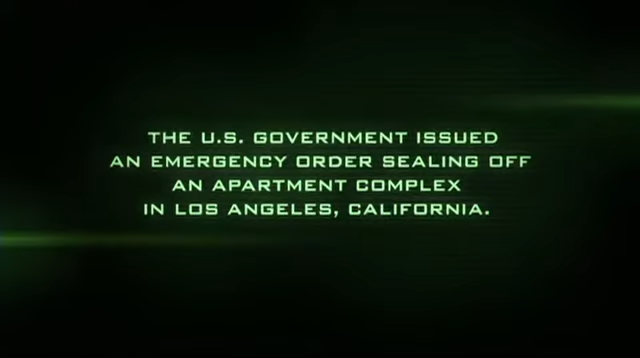 THE U.S. GOVERNMENT ISSUED
AN EMERGENCY ORDER SEALING OFF
AN APARTMENT COMPLEX
IN LOS ANGELES, CALIFORNIA.